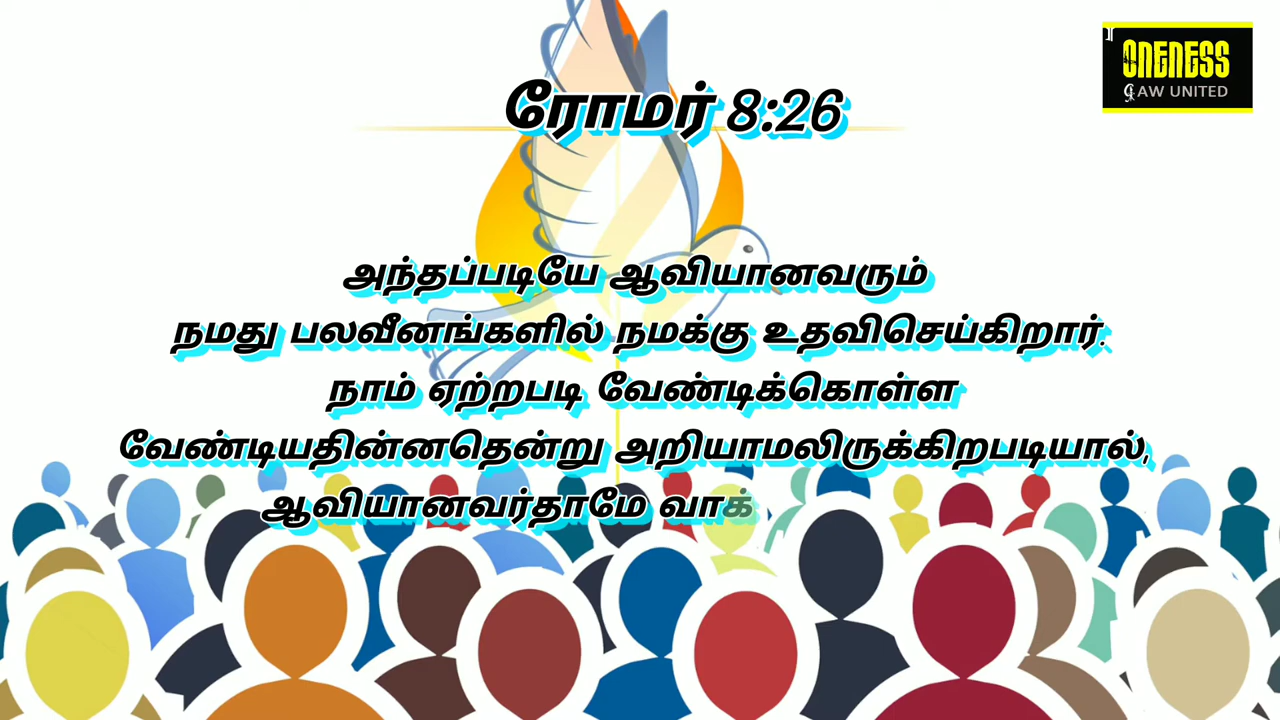 ரோமர் 8:26
ONENESS
AW UNITED
அந்தப்படியே ஆவியானவரும்
நமது பலவீனங்களில் நமக்கு உதவிசெய்கிறார்.
நாம் ஏற்றபடி வேண்டிக்கொள்ள
வேண்டியதின்னதென்று அறியாமலிருக்கிறபடியால்,
ஆவியானவர்தாமே வாக்